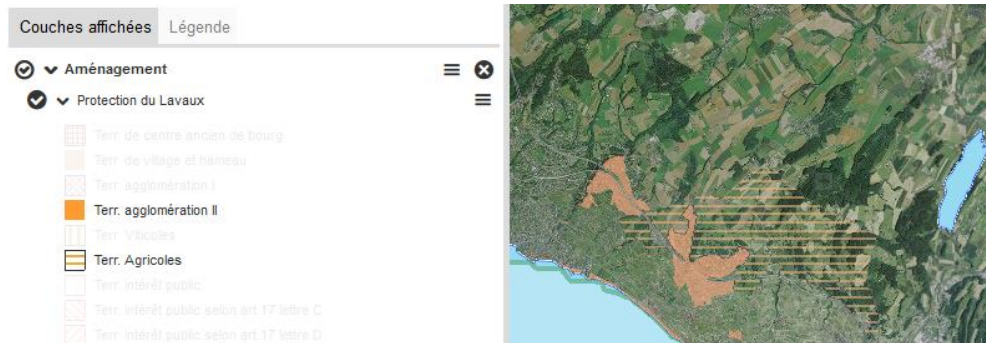 Couches affichées Légende
Aménagement
Protection du Lavaux
Terr. de centre ancien de bourg
Terr. de village et hameau
Terr. agglomération I
Terr. agglomération II
Terr. Viticoles
Terr. Agricoles
Terr. intérêt public
Terr. intérêt public selon art.17 lettre C
Terr. intérêt public selon art.17 lettre D